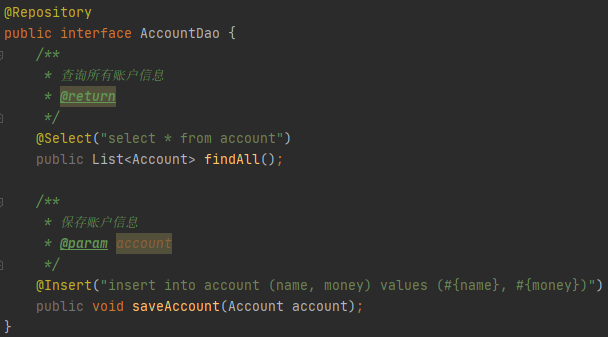 @Repository
public interface AccountDao {
/**
* 查询所有账户信息
* @return
*/
@Select("select * from account")
public List<Account> findAll();
/**
* 保存账户信息
* @param account
*/
@Insert("insert into account (name, money) values (#{name}, #{money})")
public void saveAccount(Account account);
}